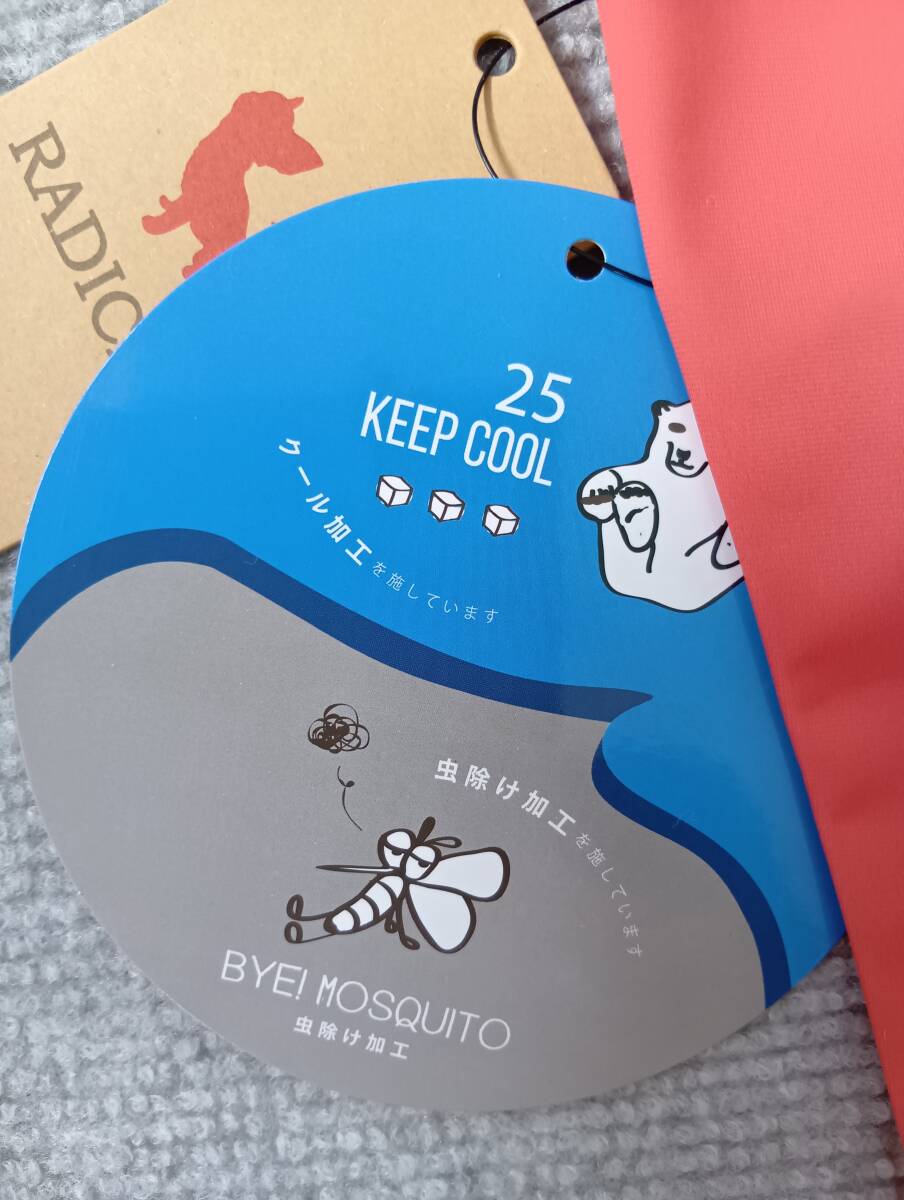 RADIC
25
KEEP COOL
クール加工を施しています
虫除け加工を施しています
BYE! MOSQUITO
虫除け加工